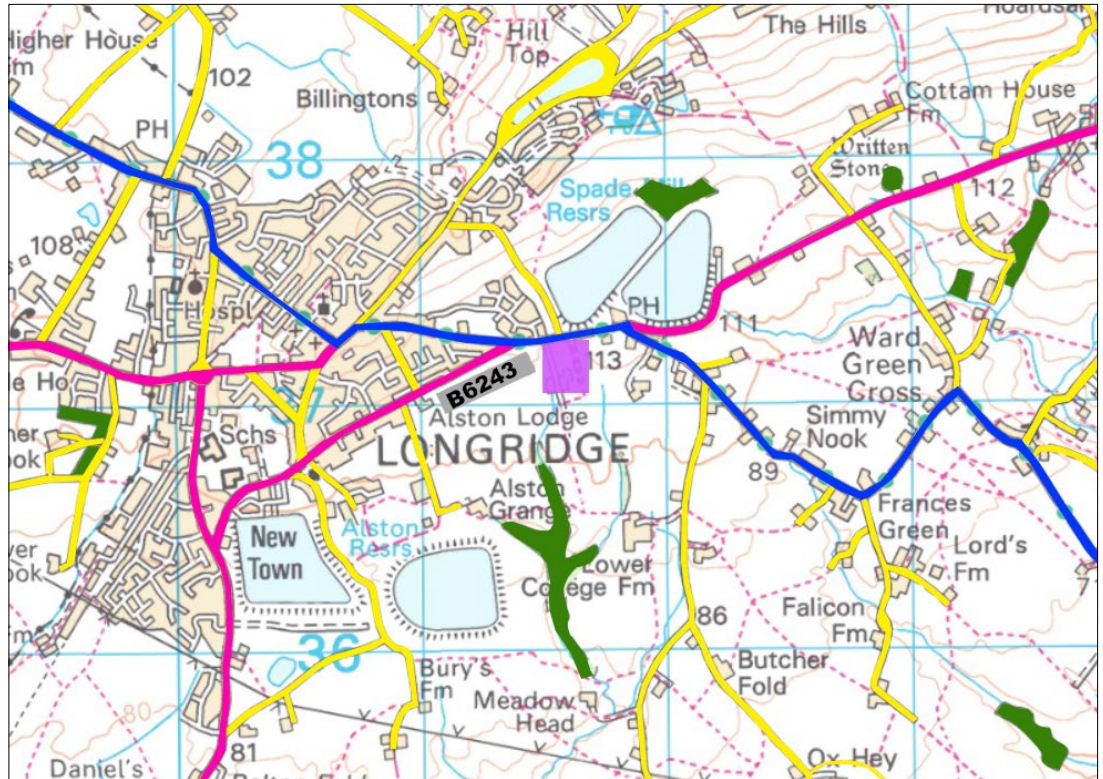 Higher House
Hill
Top
The Hills
102
Billingtons
Cottam House
Fm
PH
38
Written
Stone
Spade Mill
Resrs
112
108
Hospl
PH
111
113
Ward
Green
Cross
B6243
37
Alston Lodge
Simmy
Nook
Schs
LONGRIDGE
89
Alston
Grange
Frances
Green
New
Town
Alston
Resrs
Lord's
Fm
Lower
College Fm
Falicon
Fm
86
36
Bury's
Fm
Butcher
Fold
Meadow
Head
80
81
Daniel's
Ox Hey